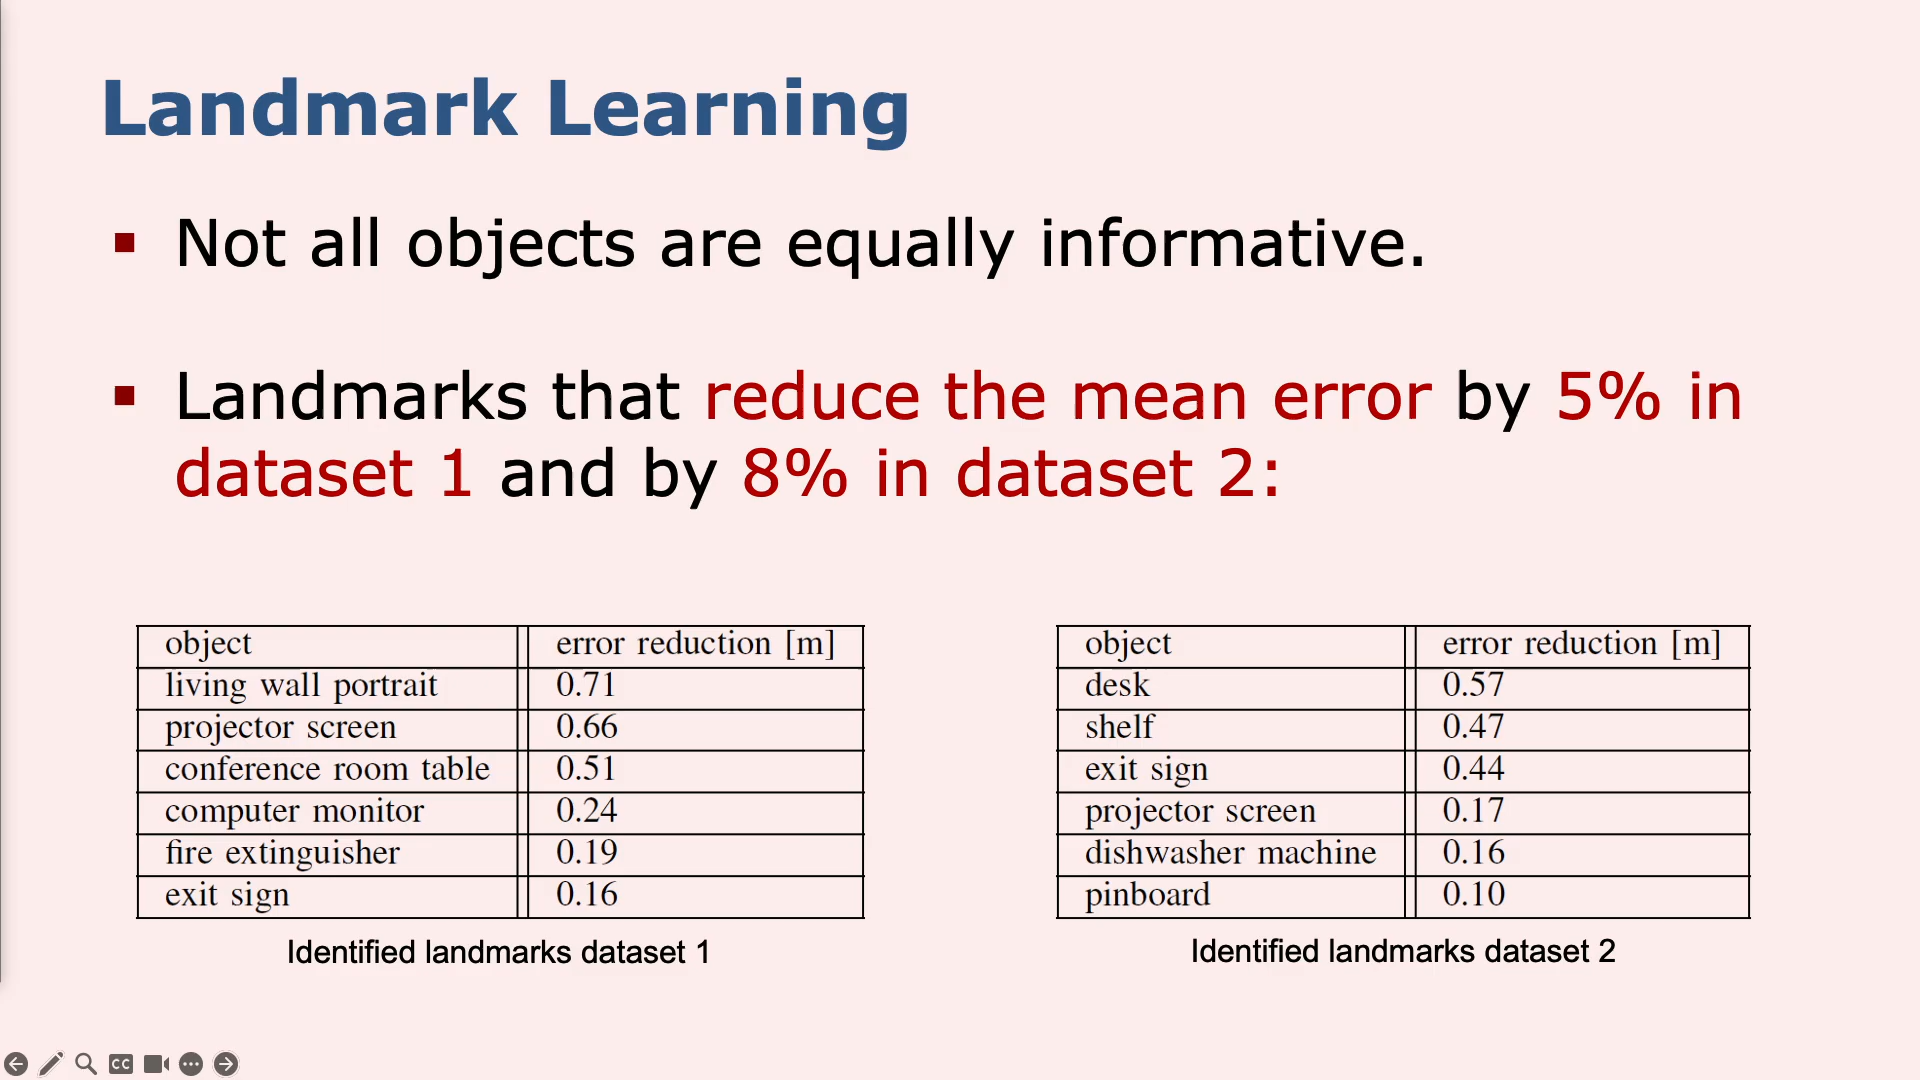 Landmark Learning
Not all objects are equally informative.
Landmarks that reduce the mean error by 5% in
dataset 1 and by 8% in dataset 2:
object error reduction [m]
living wall portrait 0.71
projector screen 0.66
conference room table 0.51
computer monitor 0.24
fire extinguisher 0.19
exit sign 0.16
Identified landmarks dataset 1
object error reduction [m]
desk 0.57
shelf 0.47
exit sign 0.44
projector screen 0.17
dishwasher machine 0.16
pinboard 0.10
Identified landmarks dataset 2
CC